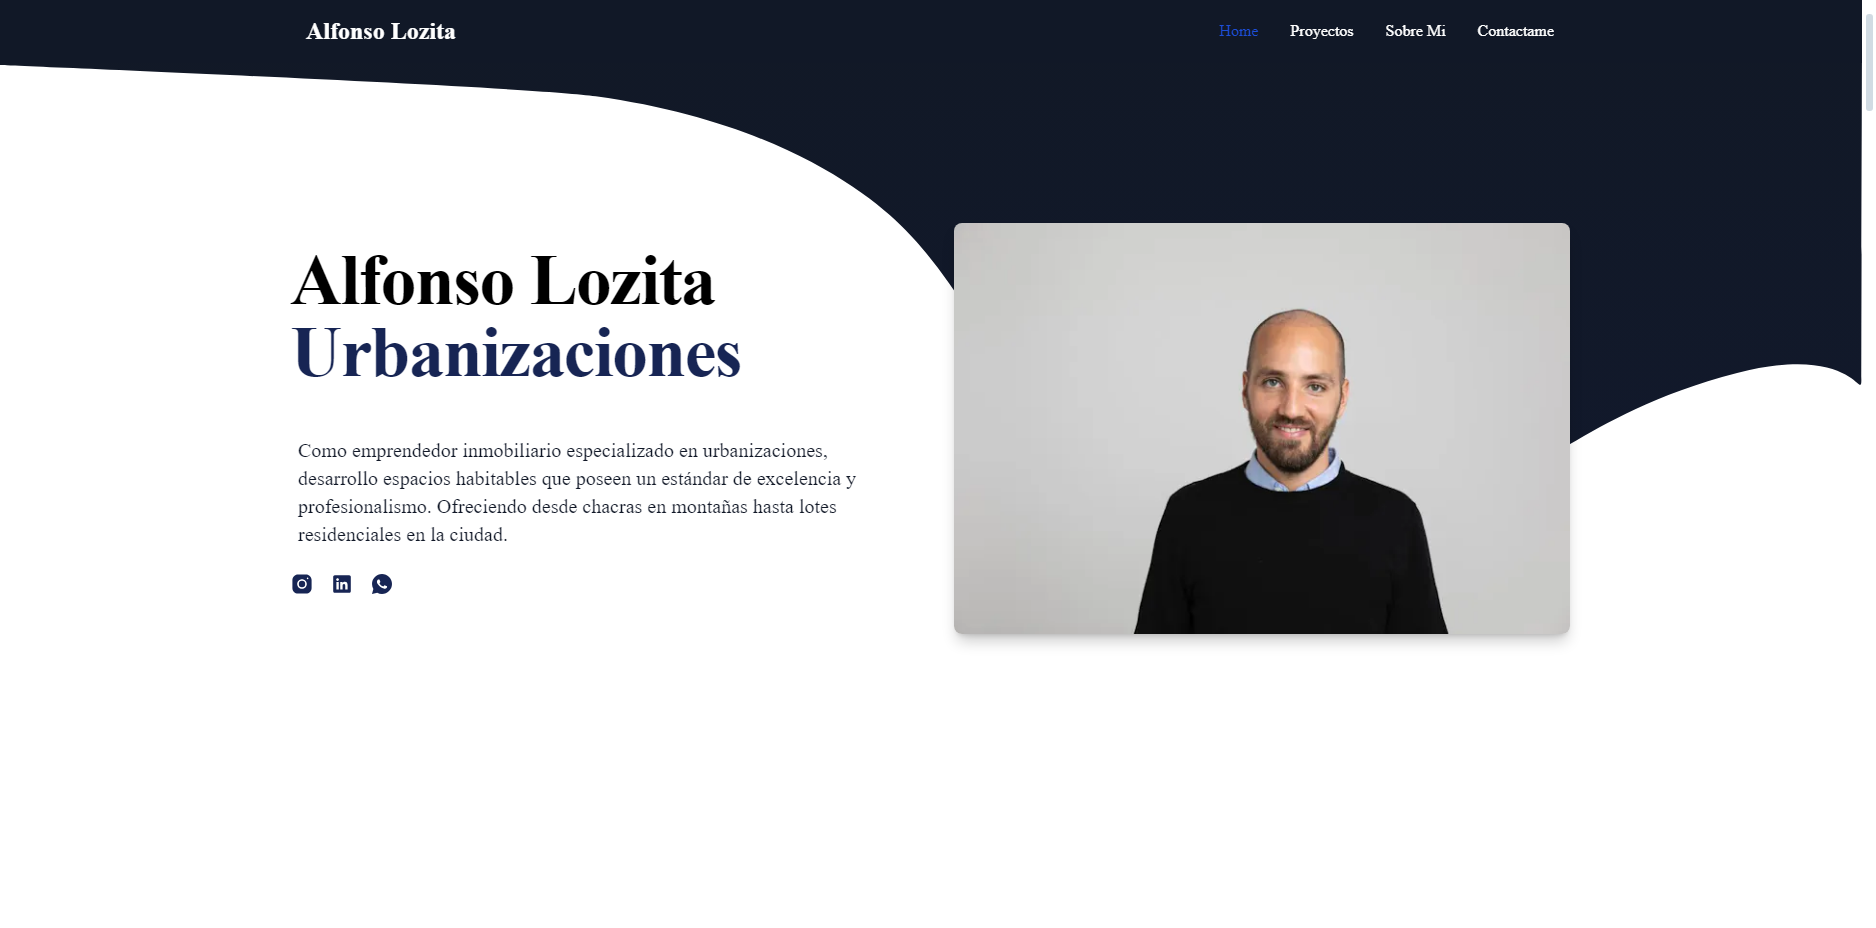 Alfonso Lozita
Home Proyectos Sobre Mi Contactame
Alfonso Lozita
Urbanizaciones
Como emprendedor inmobiliario especializado en urbanizaciones,
desarrollo espacios habitables que poseen un estándar de excelencia y
profesionalismo. Ofreciendo desde chacras en montañas hasta lotes
residenciales en la ciudad.
in